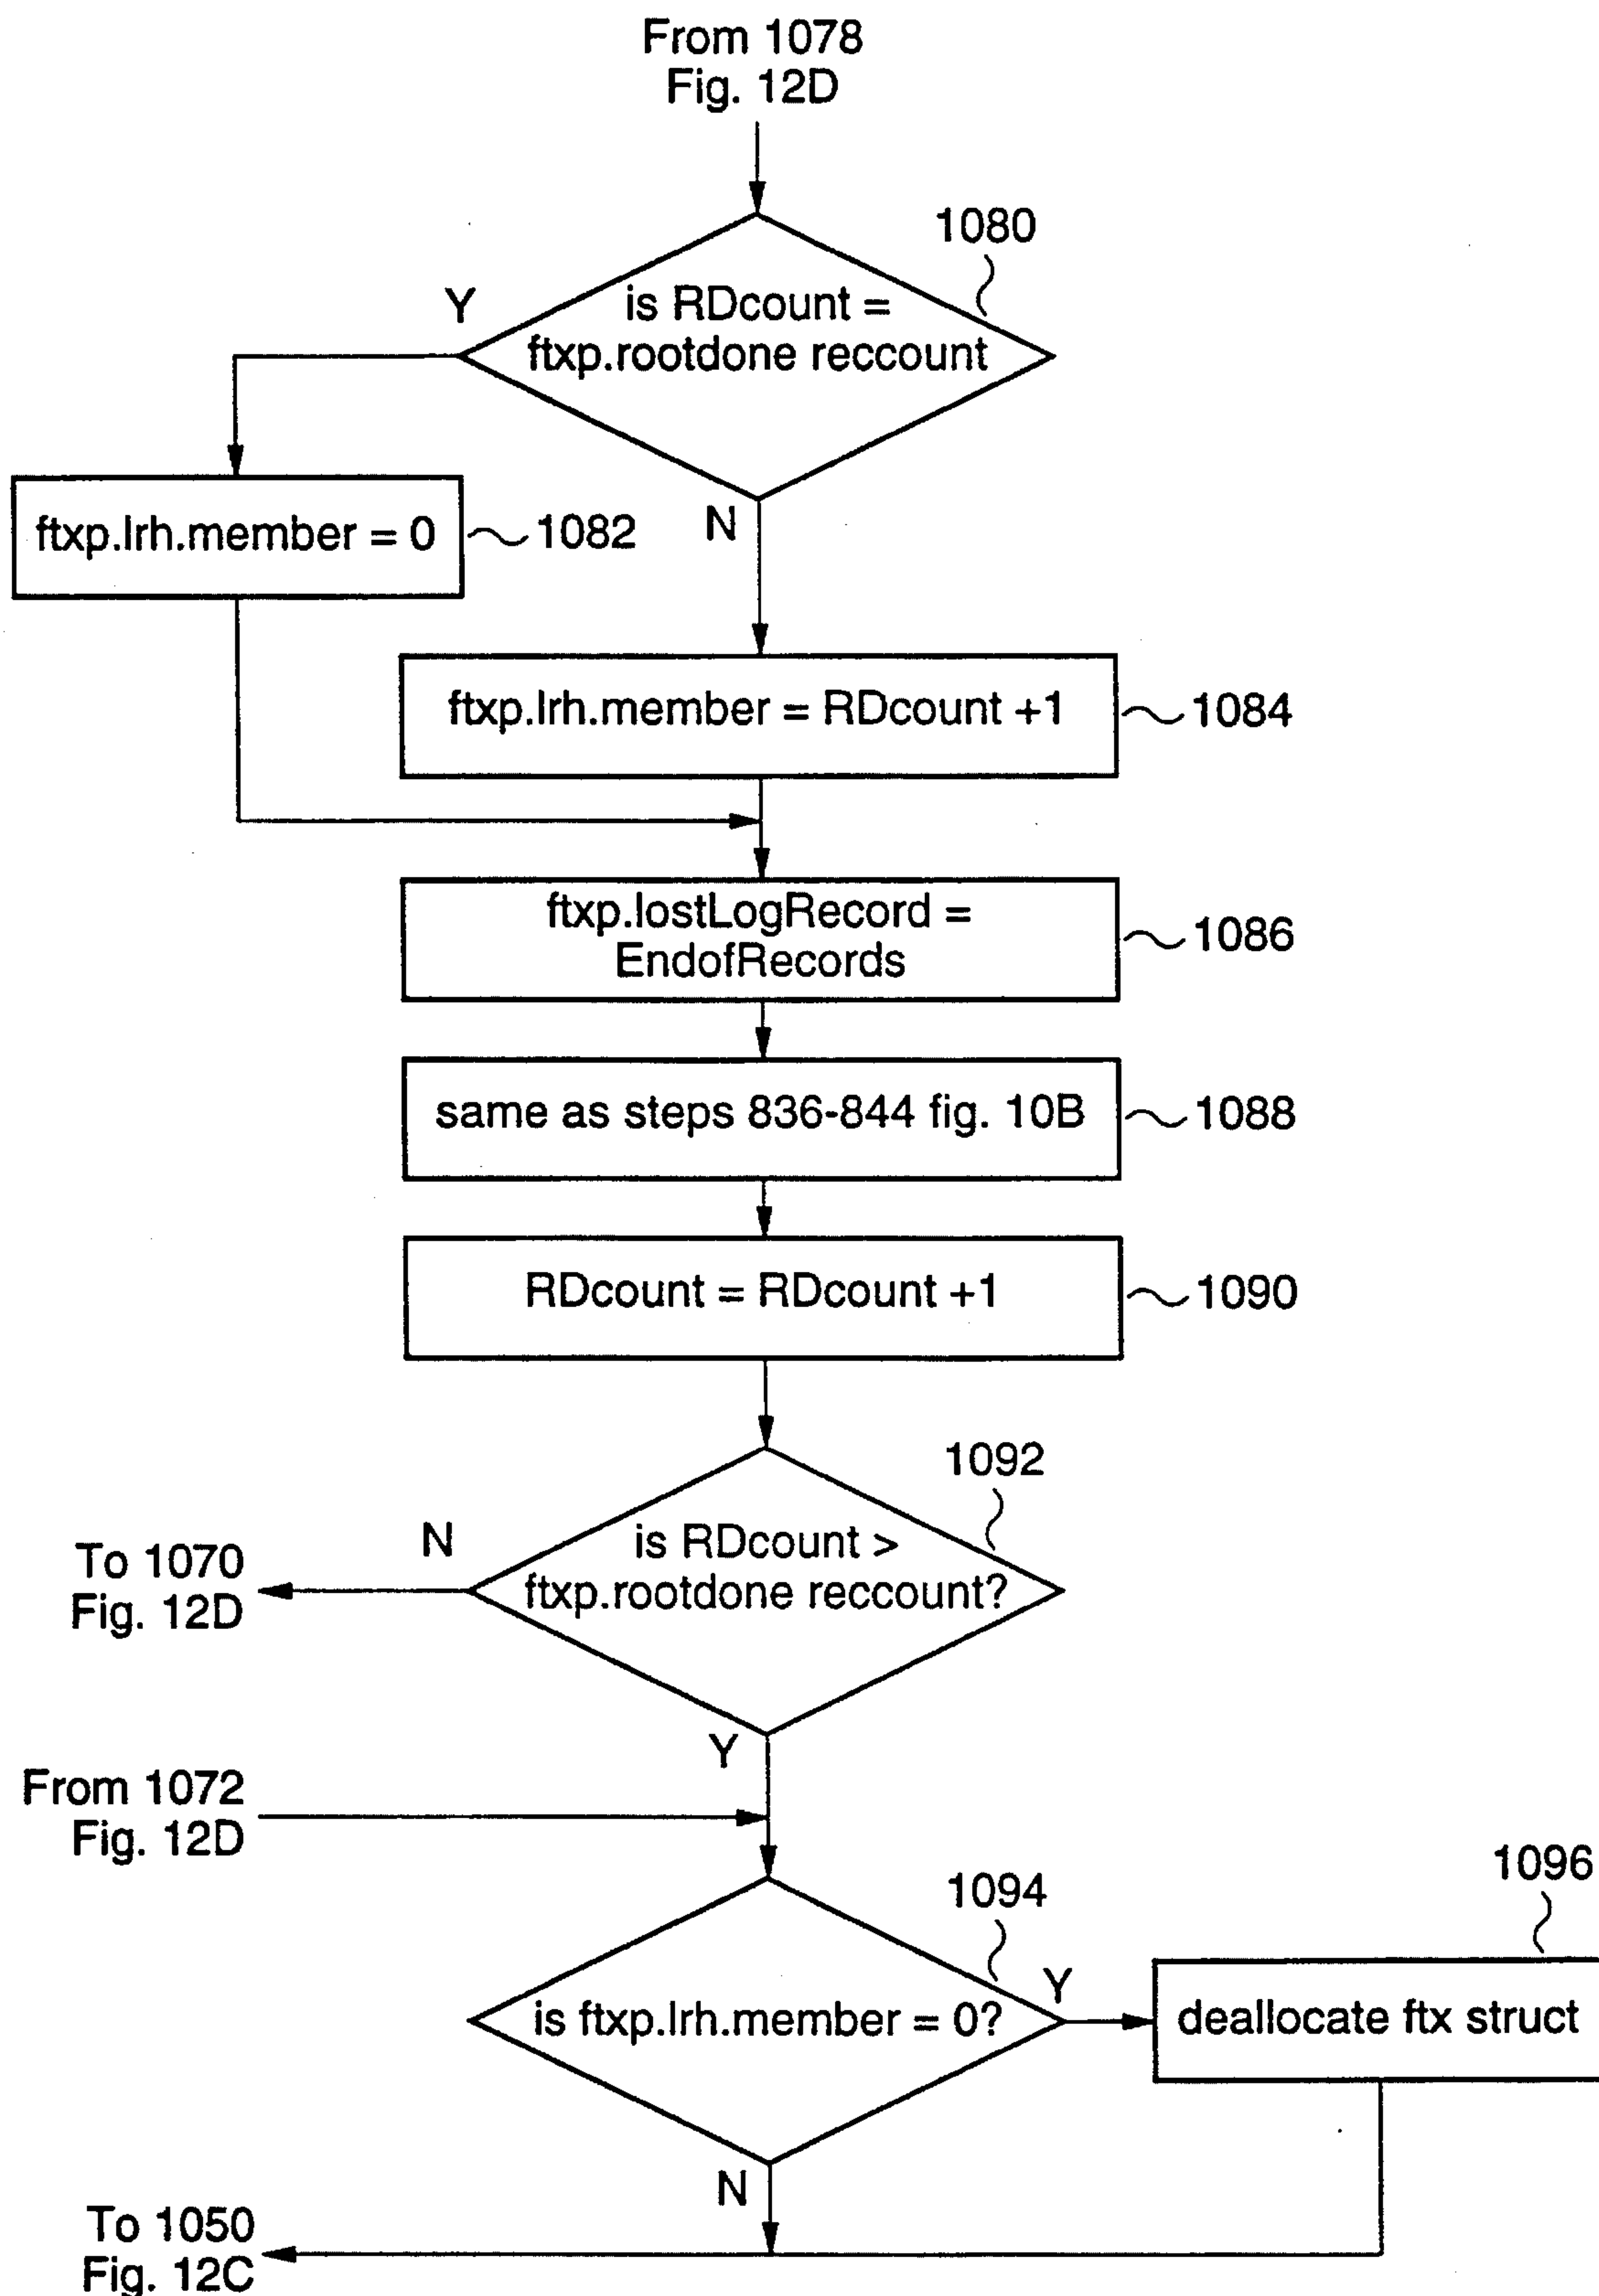 From 1078
Fig. 12D
1080
Y
is RDcount =
ftxp.rootdone reccount
ftxp.lrh.member = 0
1082
N
ftxp.lrh.member = RDcount +1
1084
ftxp.lostLogRecord =
EndofRecords
1086
same as steps 836-844 fig. 10B
1088
RDcount = RDcount +1
1090
1092
N
is RDcount >
ftxp.rootdone reccount?
To 1070
Fig. 12D
Y
From 1072
Fig. 12D
1094
1096
Y
is ftxp.lrh.member = 0?
deallocate ftx struct
N
To 1050
Fig. 12C